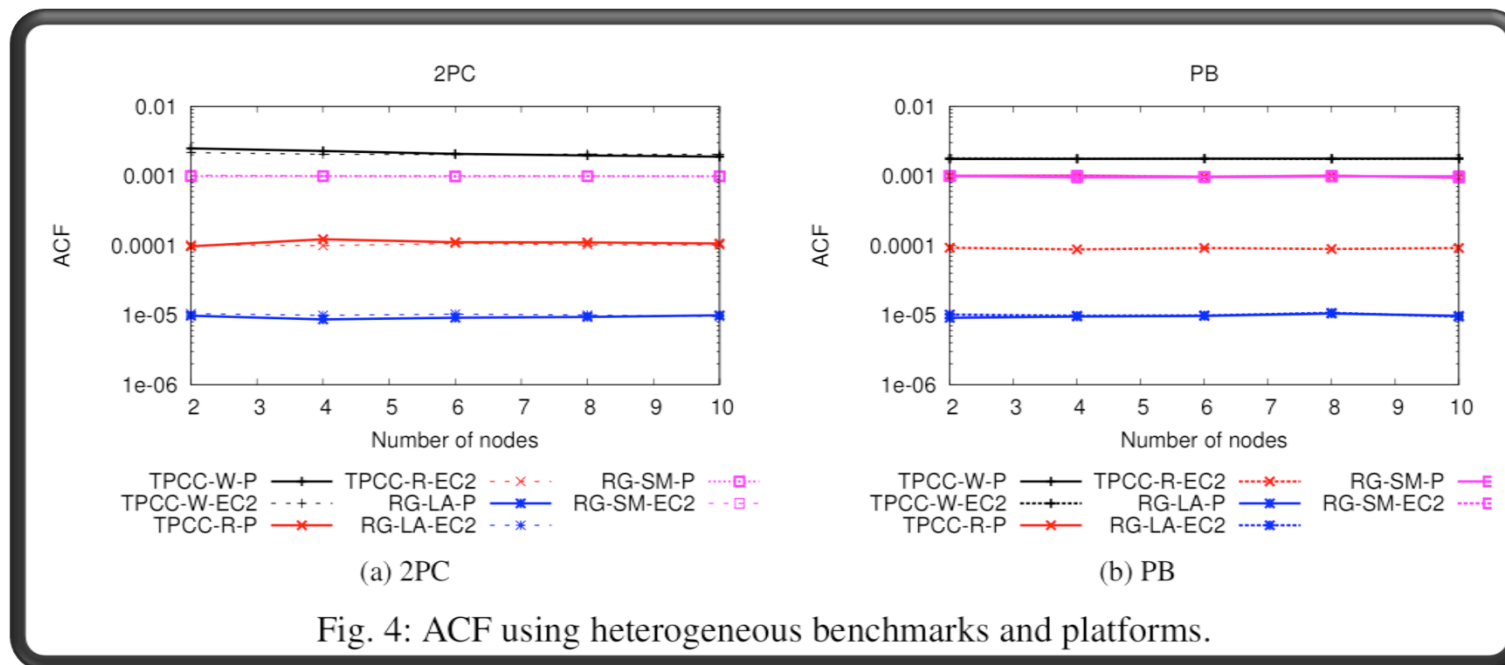 2PC
0.01
0.001
0.0001
1e-05
1e-06
ACF
2 3 4 5 6 7 8 9 10
Number of nodes
TPCC-W-P TPCC-R-EC2 RG-SM-P
TPCC-W-EC2 RG-LA-P RG-SM-EC2
TPCC-R-P RG-LA-EC2
(a) 2PC
PB
0.01
0.001
0.0001
1e-05
1e-06
ACF
2 3 4 5 6 7 8 9 10
Number of nodes
TPCC-W-P TPCC-R-EC2 RG-SM-P
TPCC-W-EC2 RG-LA-P RG-SM-EC2
TPCC-R-P RG-LA-EC2
(b) PB
Fig. 4: ACF using heterogeneous benchmarks and platforms.